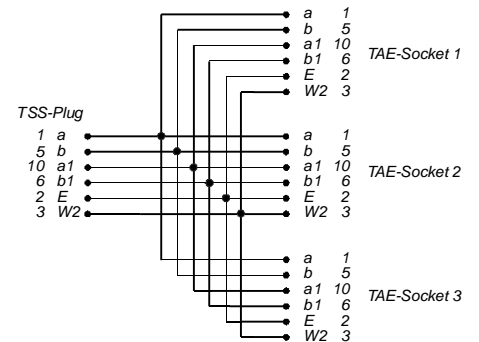 a 1
b 5
a1 10
b1 6
E 2
W2 3
TAE-Socket 1
TSS-Plug
1 a
5 b
10 a1
6 b1
2 E
3 W2
a 1
b 5
a1 10
b1 6
E 2
W2 3
TAE-Socket 2
a 1
b 5
a1 10
b1 6
E 2
W2 3
TAE-Socket 3